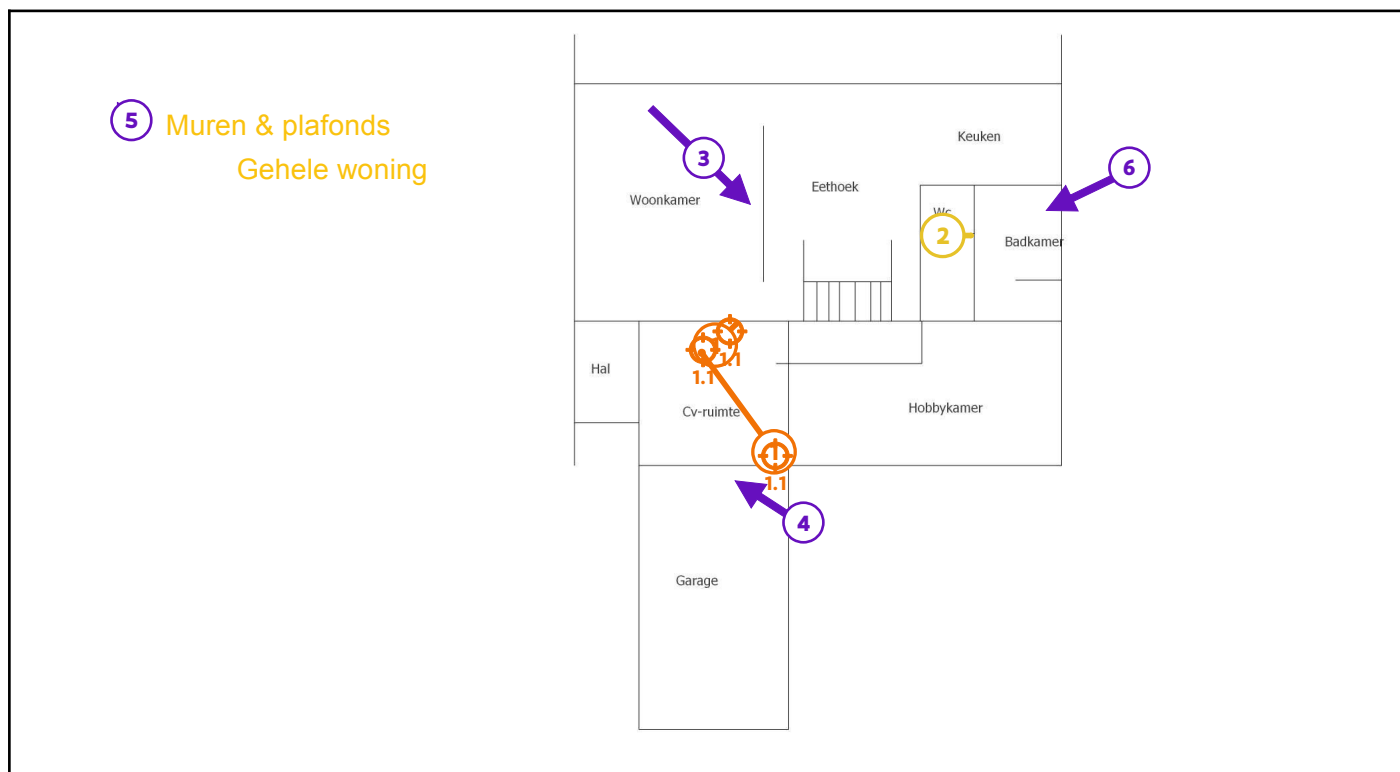 5 Muren & plafonds
Gehele woning
Keuken
3
6
Eethoek
Woonkamer
Wc
2
Badkamer
1.1
1.1
Hal
Cv-ruimte
Hobbykamer
1
1.1
4
Garage